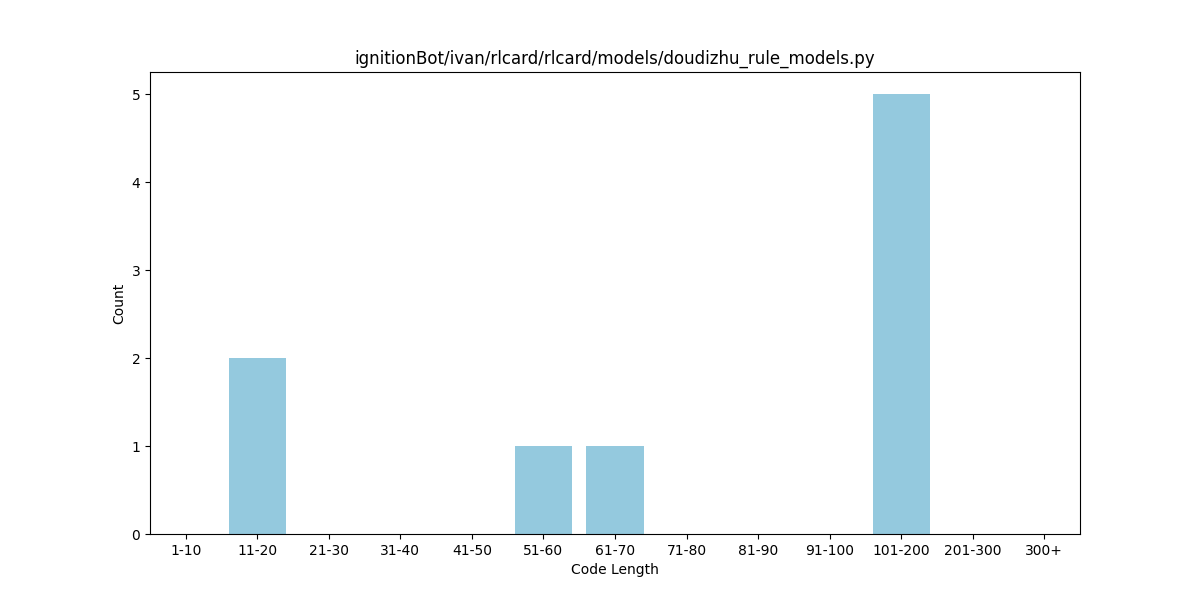 ignitionBot/ivan/rlcard/rlcard/models/doudizhu_rule_models.py
5
4
3
2
1
0
Count
1-10 11-20 21-30 31-40 41-50 51-60 61-70 71-80 81-90 91-100 101-200 201-300 300+
Code Length